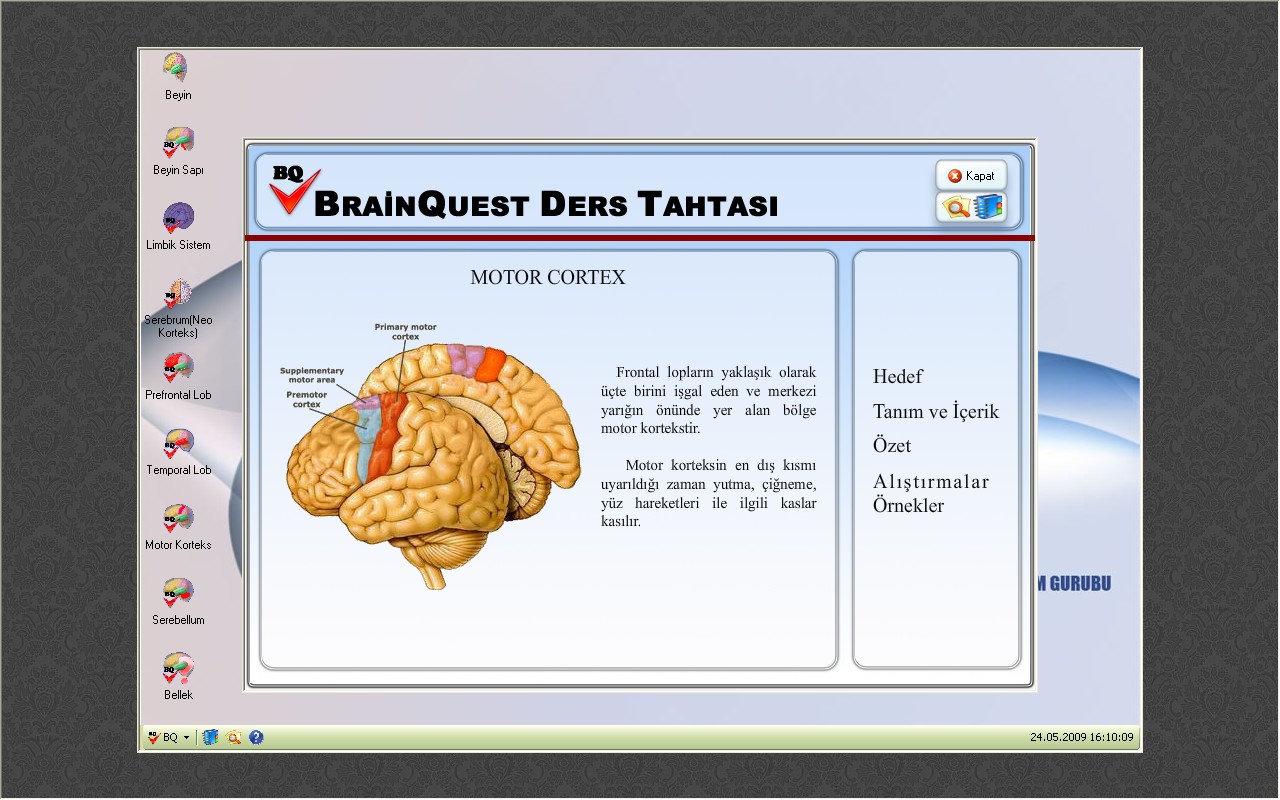 Beyin
BQ
Beyin Sapı
BQ
Limbik Sistem
BQ
Serebrum(Neo
Korteks)
BQ
Prefrontal Lob
BQ
Temporal Lob
BQ
Motor Korteks
BQ
Serebellum
BQ
Bellek
BQ
BRAİNQUEST DERS TAHTASI
Kapat
MOTOR CORTEX
Primary motor
cortex
Supplementary
motor area
Premotor
cortex
Frontal lopların yaklaşık olarak
üçte birini işgal eden ve merkezi
yarığın önünde yer alan bölge
motor kortekstir.
Motor korteksin en dış kısmı
uyarıldığı zaman yutma, çiğneme,
yüz hareketleri ile ilgili kaslar
kasılır.
Hedef
Tanım ve İçerik
Özet
Alıştırmalar
Örnekler
M GURUBU
BQ
BQ
24.05.2009 16:10:09